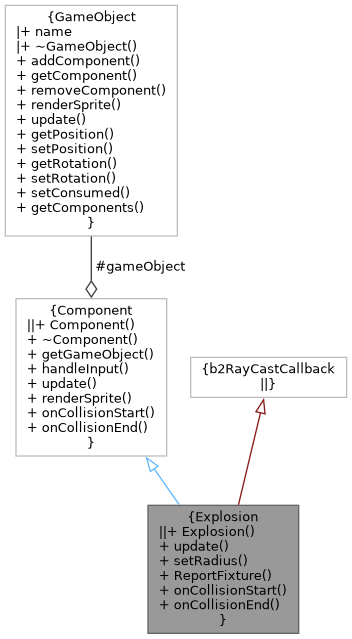 {GameObject
|+ name
|+ ~GameObject()
+ addComponent()
+ getComponent()
+ removeComponent()
+ renderSprite()
+ update()
+ getPosition()
+ setPosition()
+ getRotation()
+ setRotation()
+ setConsumed()
+ getComponents()
}
#gameObject
{Component
||+ Component()
+ ~Component()
+ getGameObject()
+ handleInput()
+ update()
+ renderSprite()
+ onCollisionStart()
+ onCollisionEnd()
}
{b2RayCastCallback
||}
{Explosion
||+ Explosion()
+ update()
+ setRadius()
+ ReportFixture()
+ onCollisionStart()
+ onCollisionEnd()
}